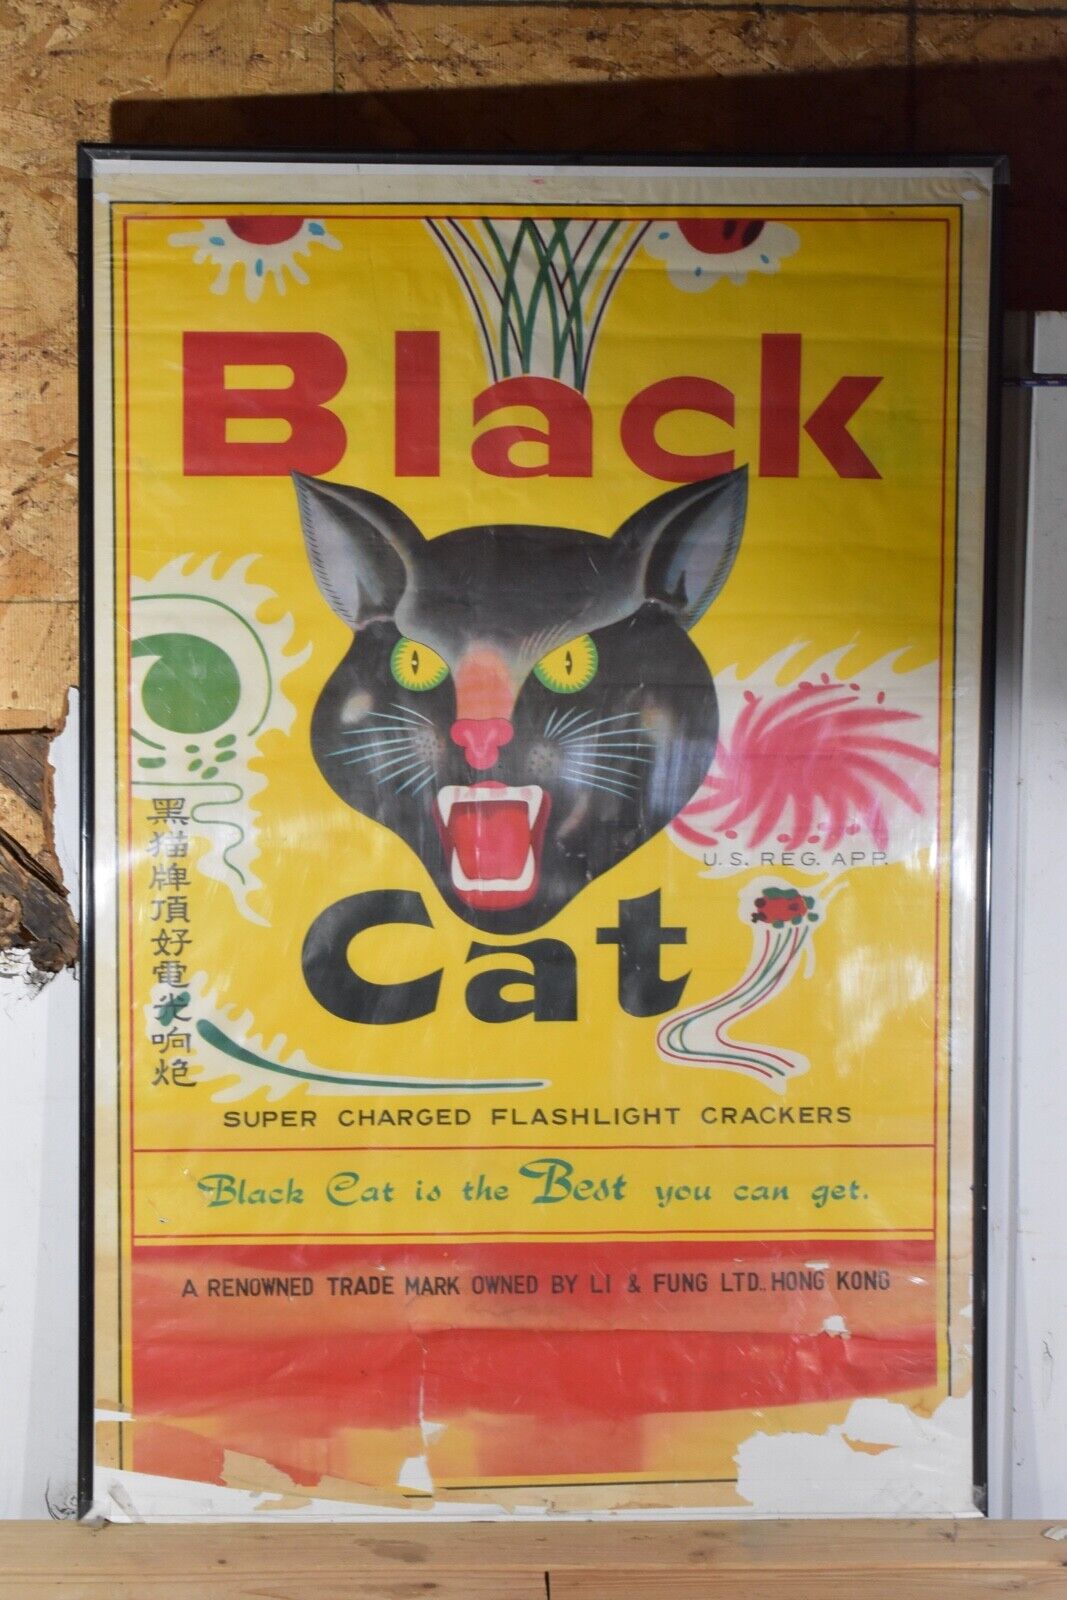 Black
Cat
U.S. REG. APP.
黑猫牌頂好電光响炮
SUPER CHARGED FLASHLIGHT CRACKERS
Black Cat is the Best you can get.
A RENOWNED TRADE MARK OWNED BY LI & FUNG LTD., HONG KONG